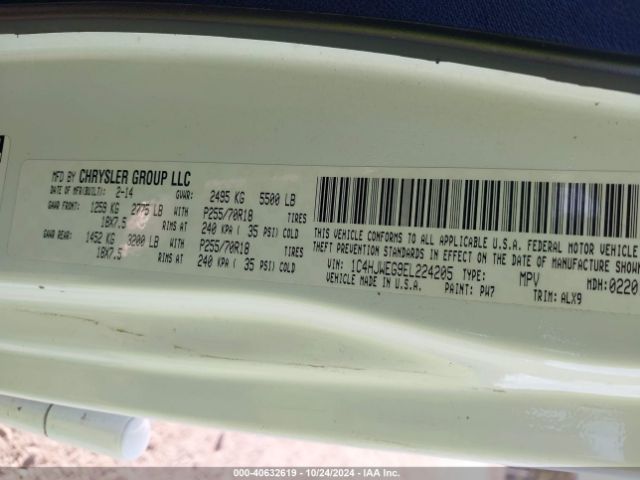 MFD BY CHRYSLER GROUP LLC
DATE OF MFR(BUILT): 2-14 GVWR: 2495 KG 5500 LB
GAWR FRONT: 1259 KG 2775 LB WITH P255/70R18 TIRES
18X7.5 RIMS AT 240 KPA ( 35 PSI) COLD
GAWR REAR: 1452 KG 3200 LB WITH P255/70R18 TIRES
18X7.5 RIMS AT 240 KPA ( 35 PSI) COLD
THIS VEHICLE CONFORMS TO ALL APPLICABLE U.S.A. FEDERAL MOTOR VEHICLE
THEFT PREVENTION STANDARDS IN EFFECT ON THE DATE OF MANUFACTURE SHOWN
VIN: 1C4HJWEG9EL224205 TYPE: MPV MDH: 0220
VEHICLE MADE IN U.S.A. PAINT: PW7 TRIM: ALX9
000-40632619 - 10/24/2024 - IAA Inc.